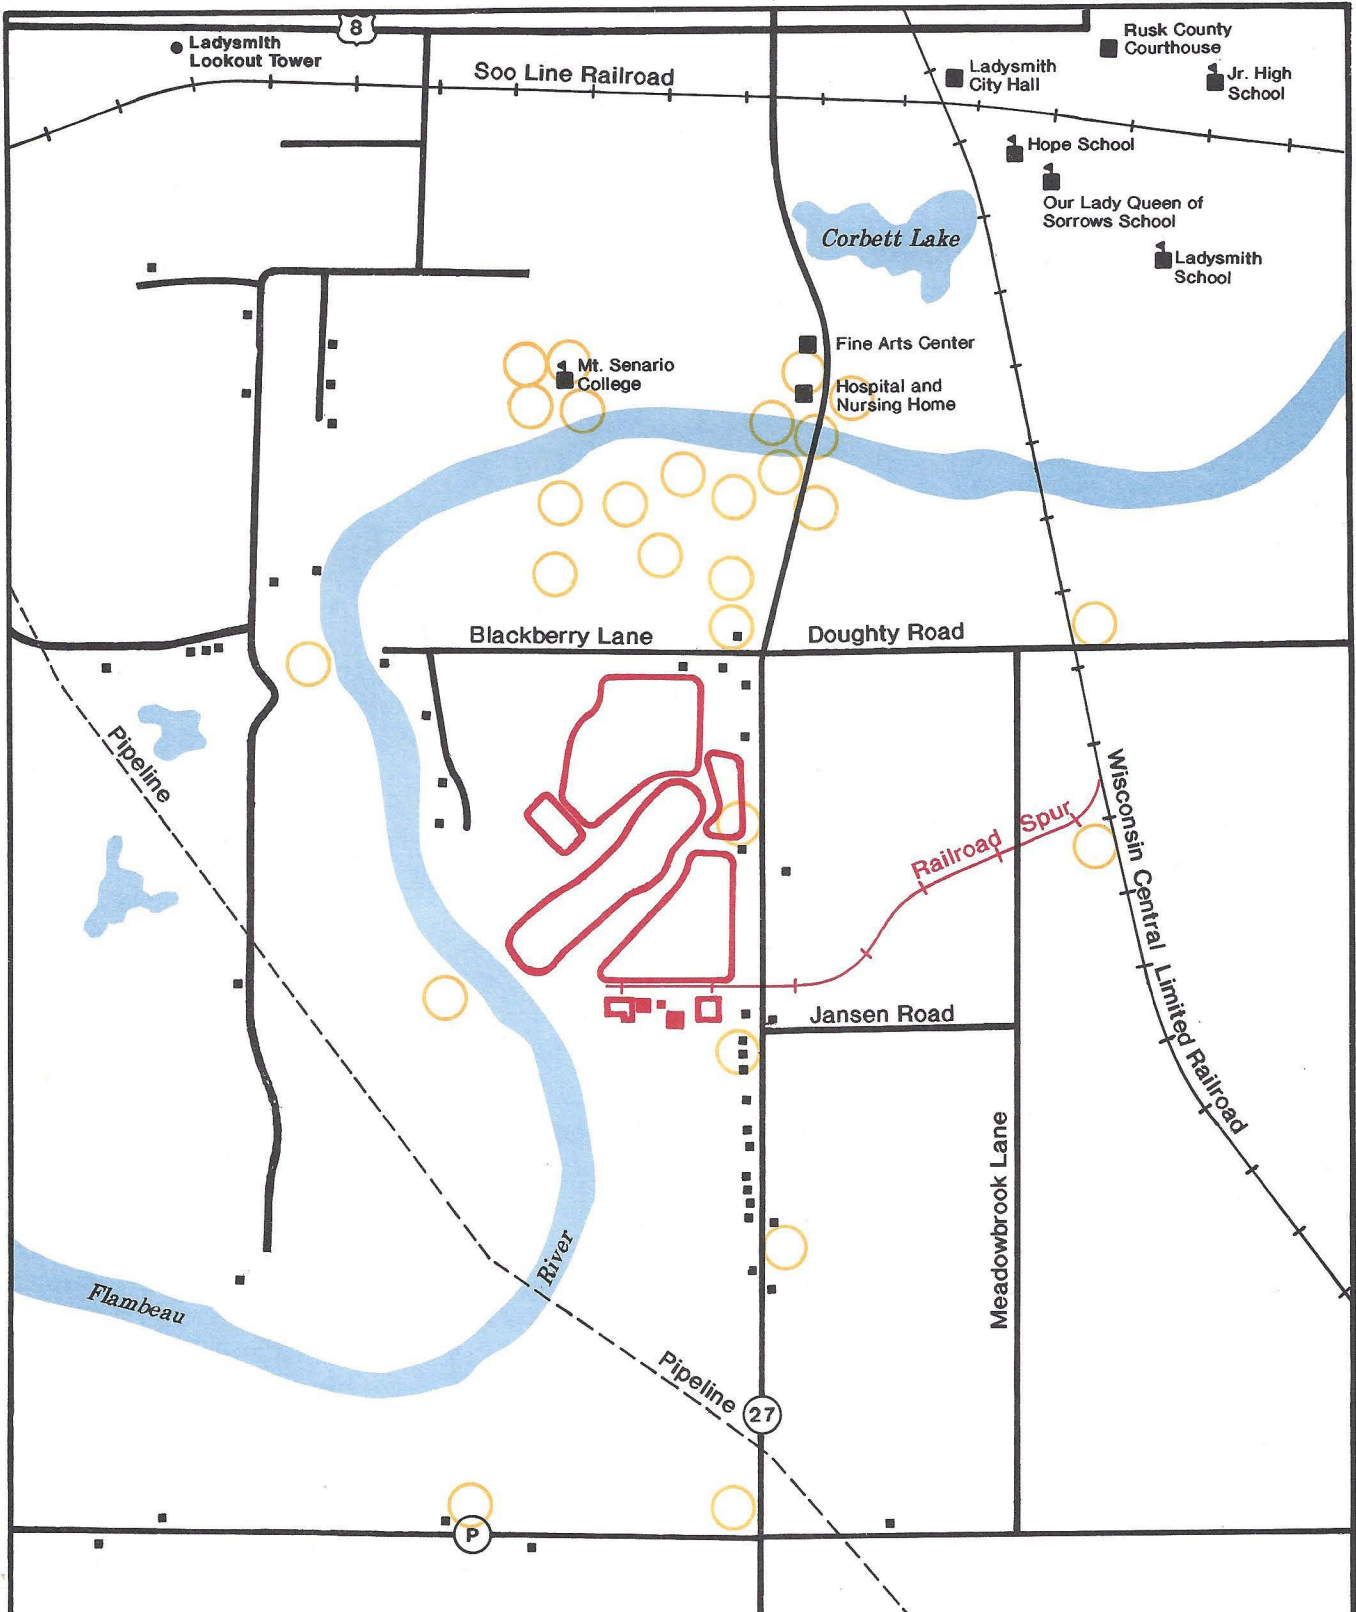 8
Ladysmith
Lookout Tower
Soo Line Railroad
Rusk County
Courthouse
Ladysmith
City Hall
Jr. High
School
Hope School
Our Lady Queen of
Sorrows School
Ladysmith
School
Corbett Lake
Fine Arts Center
Mt. Senario
College
Hospital and
Nursing Home
Blackberry Lane
Doughty Road
Pipeline
Railroad Spur
Wisconsin Central Limited Railroad
Jansen Road
Meadowbrook Lane
Flambeau
River
Pipeline
27
P